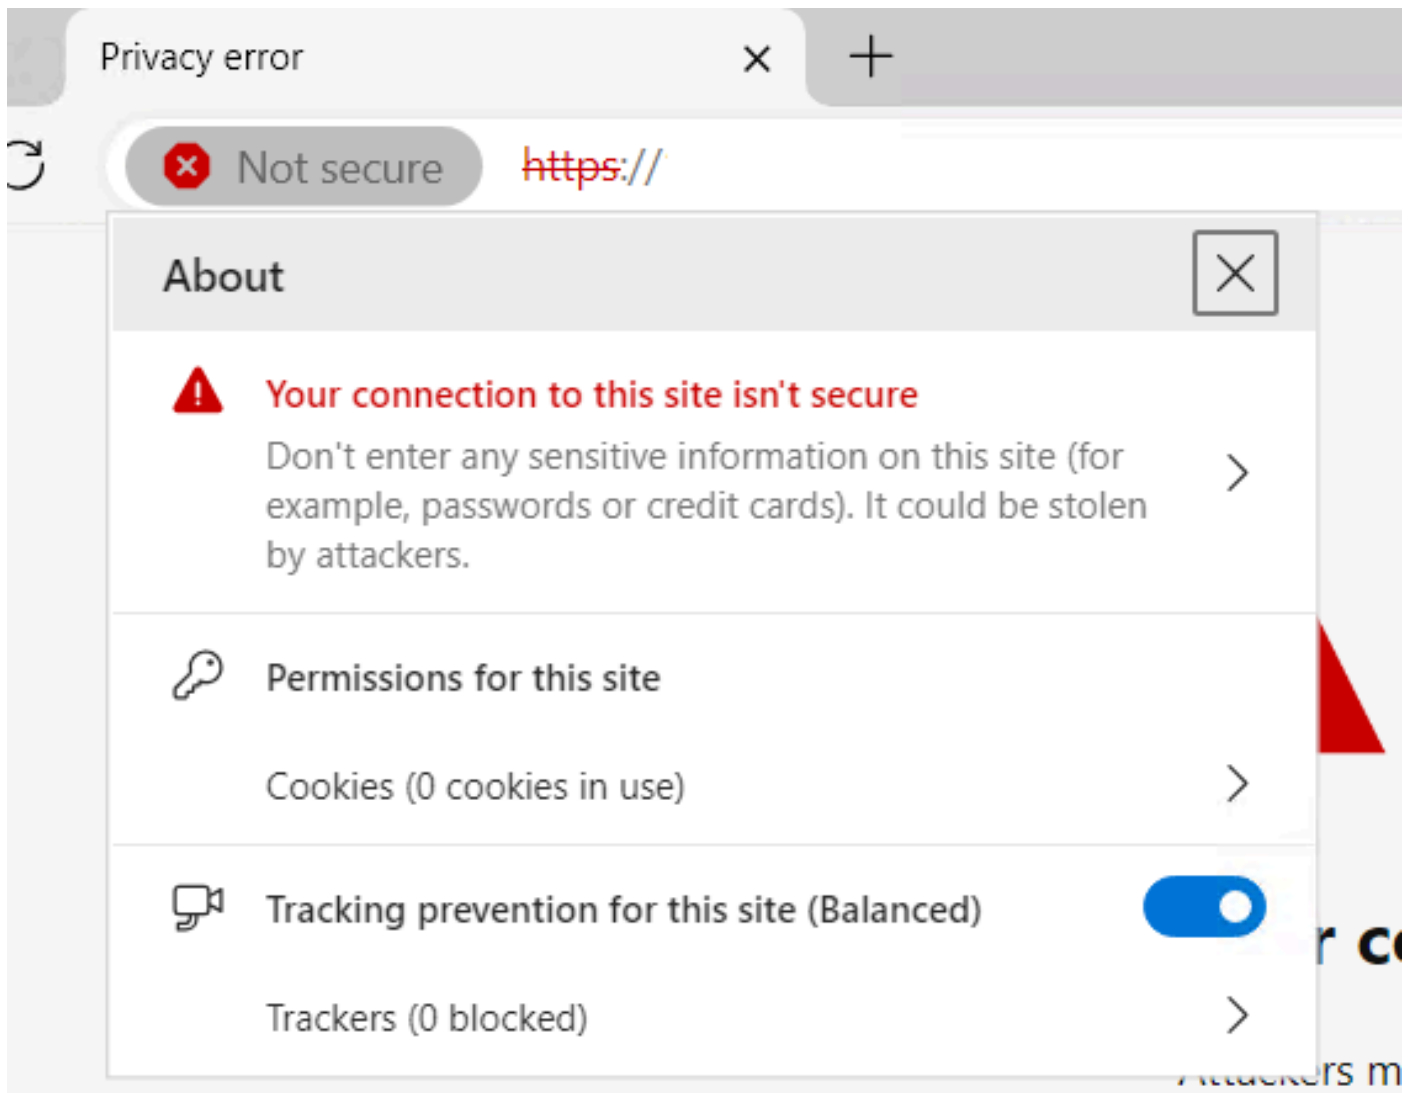 Privacy error
Not secure https://
About
Your connection to this site isn't secure
Don't enter any sensitive information on this site (for
example, passwords or credit cards). It could be stolen
by attackers.
Permissions for this site
Cookies (0 cookies in use)
Tracking prevention for this site (Balanced)
r co
Trackers (0 blocked)
Attackers m